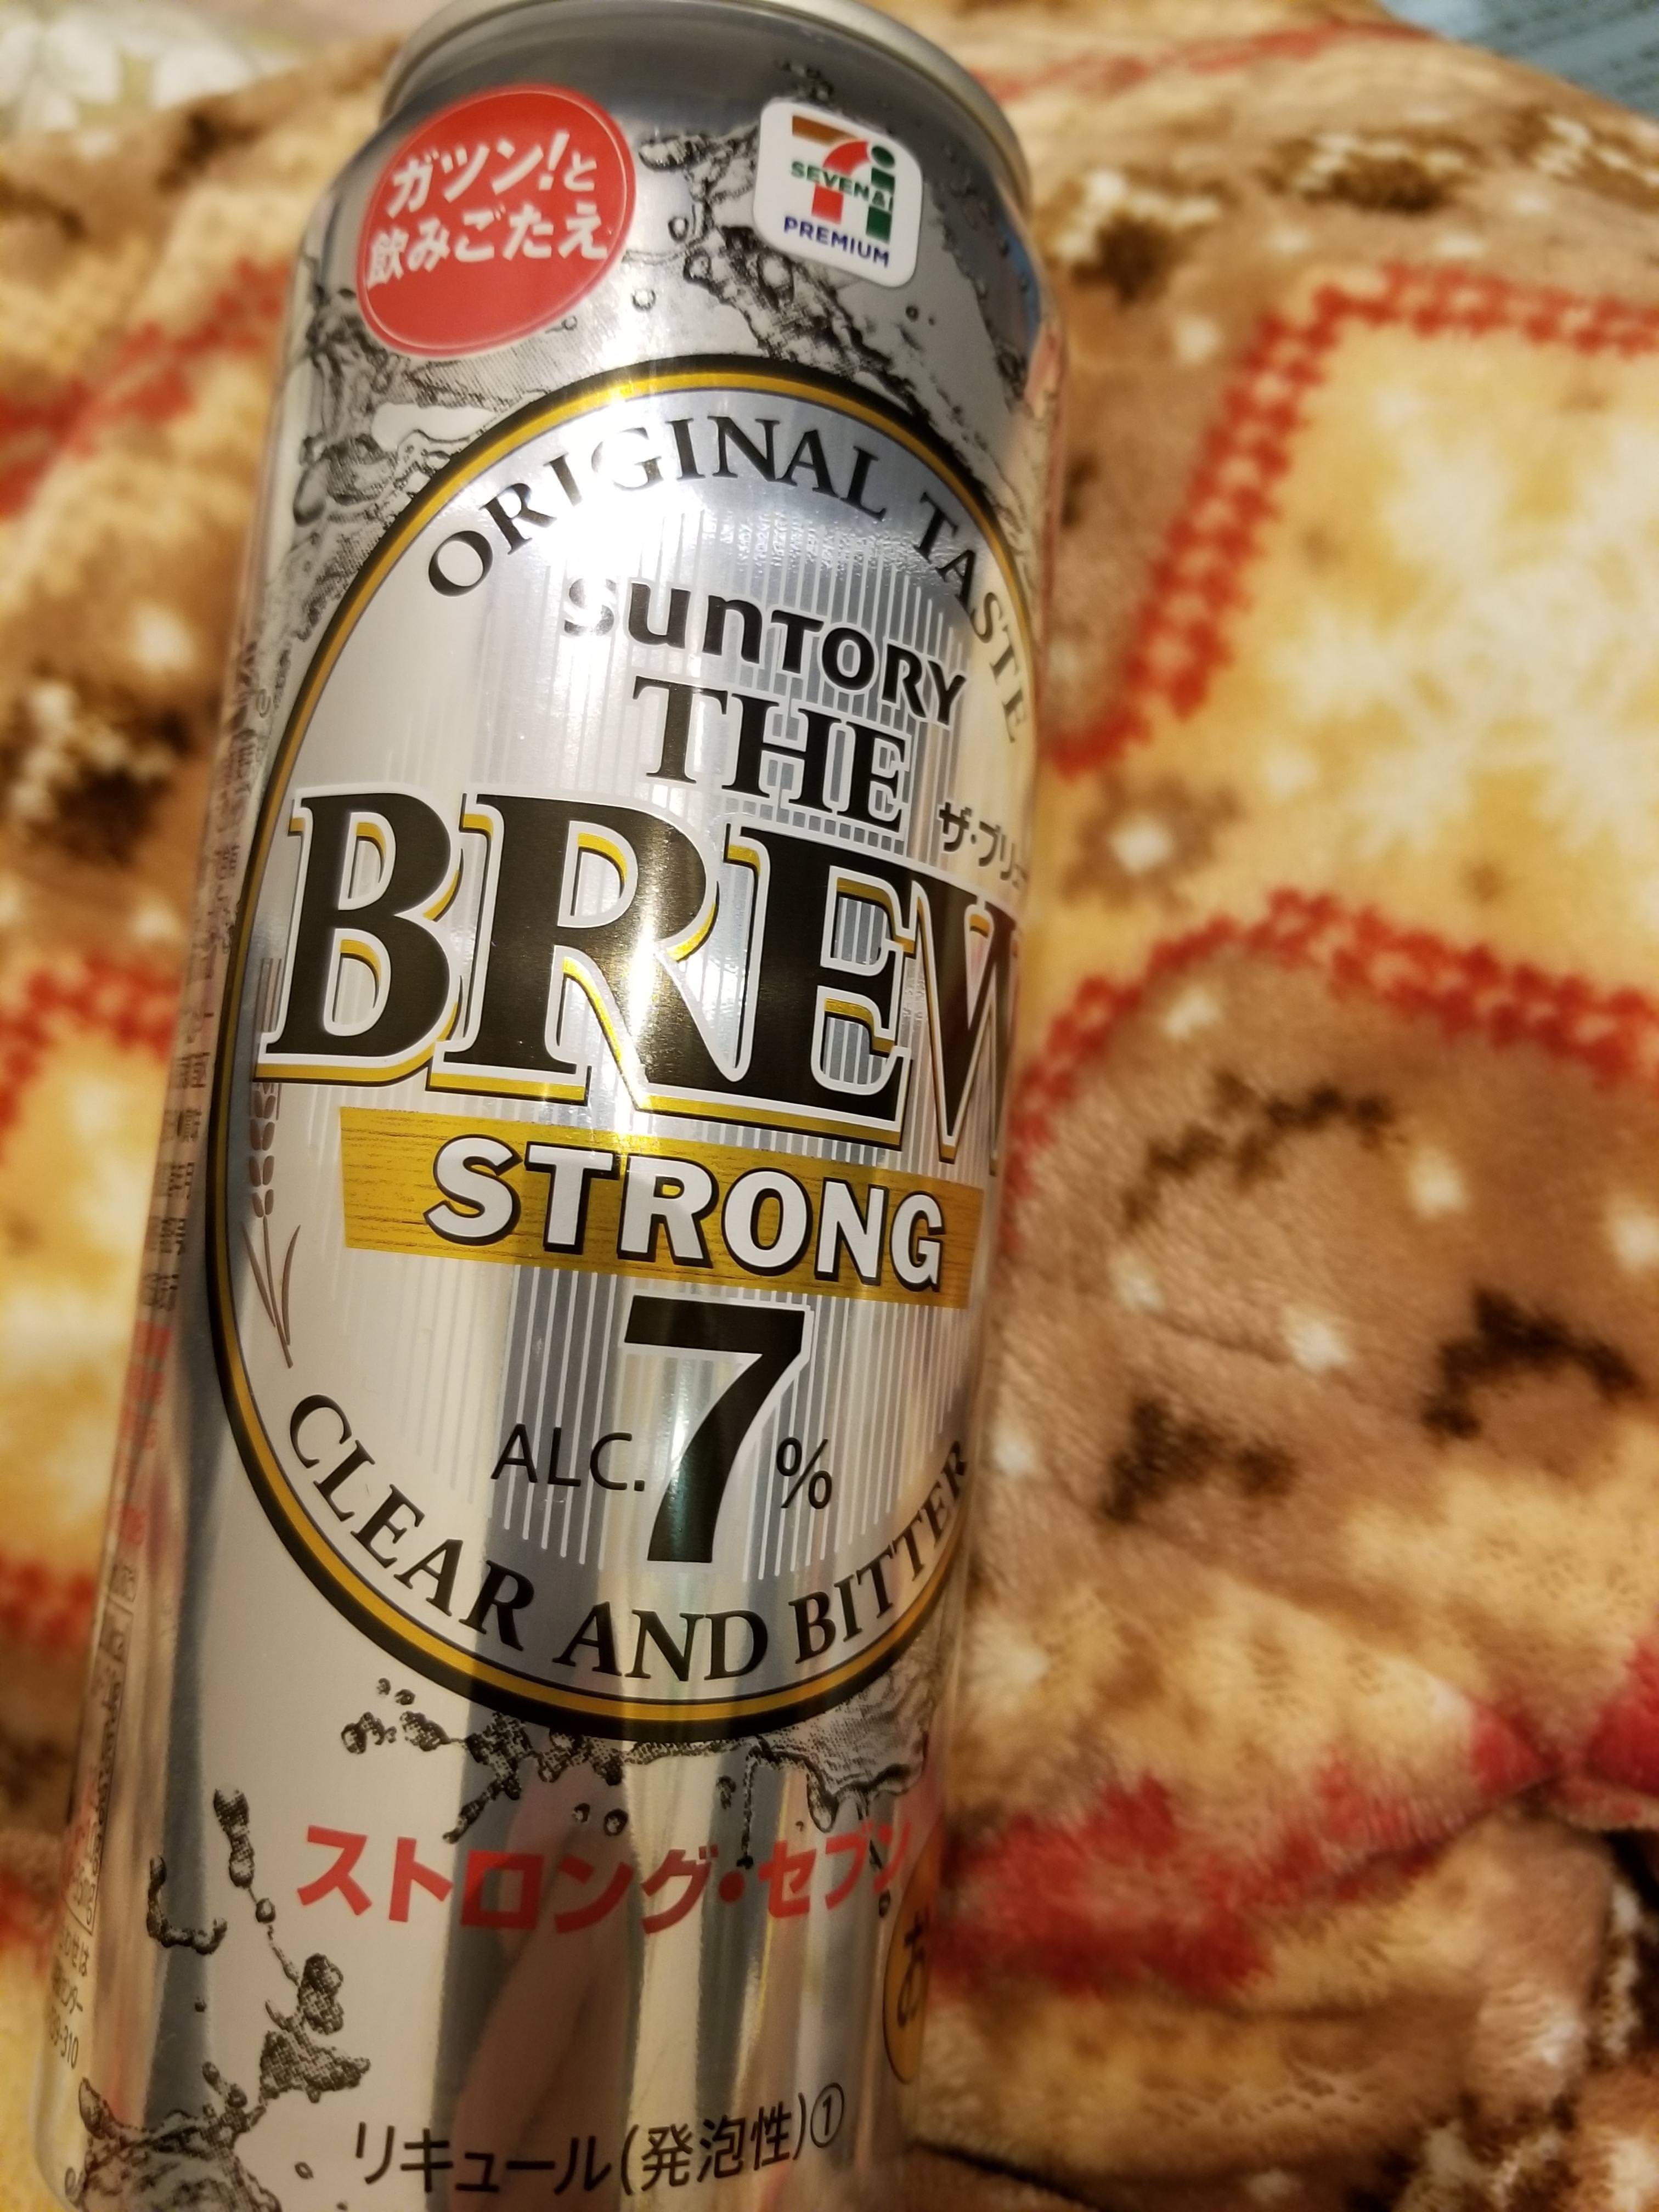 ガツン!と
飲みごたえ
SEVEN&i
PREMIUM
ORIGINAL TASTE
SUNTORY
THE
ザ・ブリュー
BREW
STRONG
ALC.7%
CLEAR AND BITTER
ストロング・セブン
お
リキュール(発泡性)①